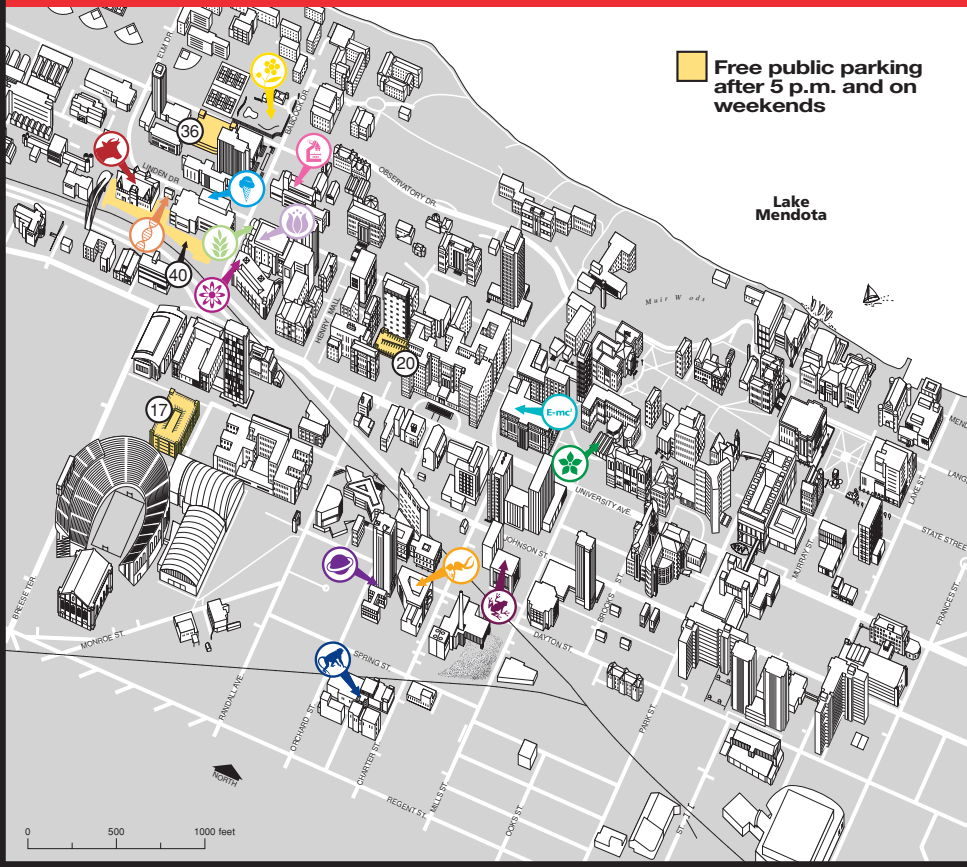 Free public parking
after 5 p.m. and on
weekends
Lake
Mendota
ELM DR.
BABCOCK DR.
36
LINDEN DR.
OBSERVATORY DR.
40
Muir Woods
HENRY MALL
20
17
E=mc²
UNIVERSITY AVE.
JOHNSON ST.
LAKE ST.
STATE STREE
MURRAY ST.
FRANCES ST.
BREESE TER.
MONROE ST.
BROOKS ST.
DAYTON ST.
SPRING ST.
RANDALL AVE
ORCHARD ST.
CHARTER ST.
MILLS ST.
PARK ST.
NORTH
REGENT ST.
OOKS ST.
0 500 1000 feet